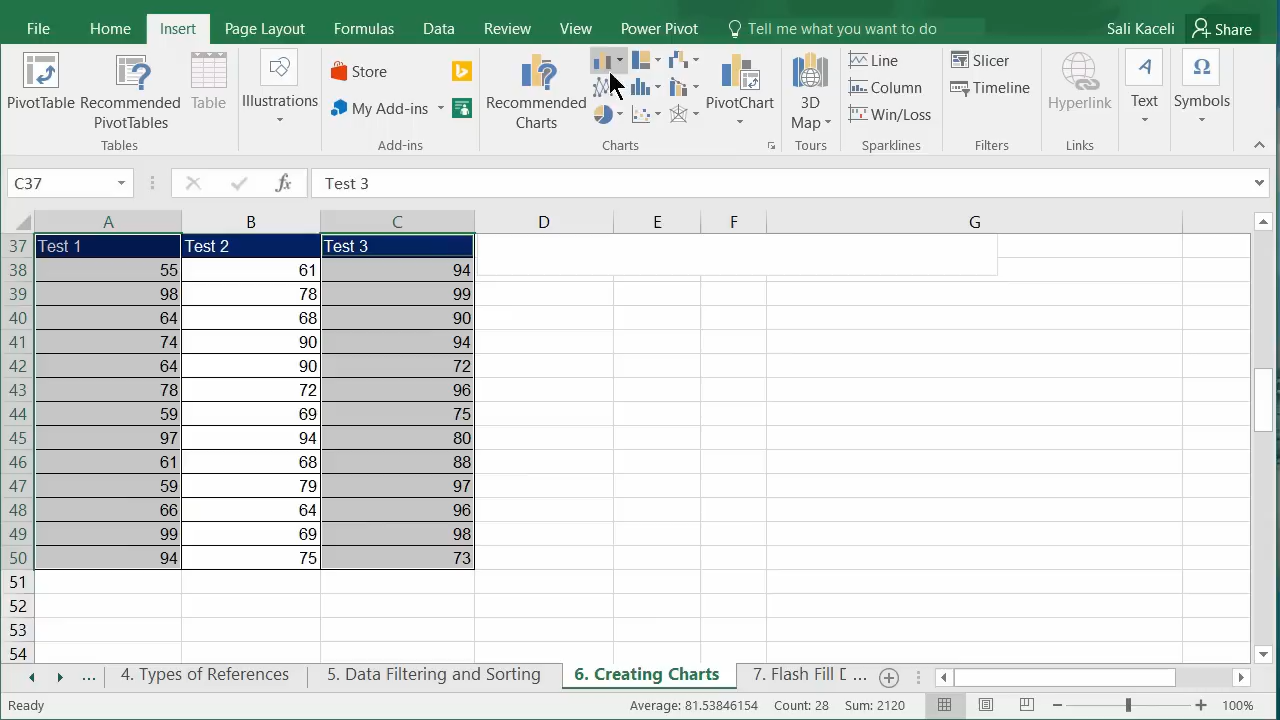 File Home Insert Page Layout Formulas Data Review View Power Pivot Tell me what you want to do Sali Kaceli Share
PivotTable Recommended PivotTables Table Illustrations Store My Add-ins Recommended Charts PivotChart 3D Map Line Column Win/Loss Slicer Timeline Hyperlink Text Symbols
Tables Add-ins Charts Tours Sparklines Filters Links
C37 fx Test 3
A B C D E F G
37 Test 1 Test 2 Test 3
38 55 61 94
39 98 78 99
40 64 68 90
41 74 90 94
42 64 90 72
43 78 72 96
44 59 69 75
45 97 94 80
46 61 68 88
47 59 79 97
48 66 64 96
49 99 69 98
50 94 75 73
51
52
53
54
... 4. Types of References 5. Data Filtering and Sorting 6. Creating Charts 7. Flash Fill D ...
Ready Average: 81.53846154 Count: 28 Sum: 2120 100%